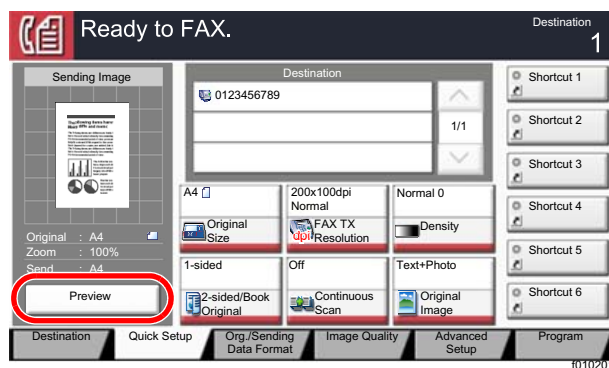 Ready to FAX.
Destination
1
Sending Image
Original : A4
Zoom : 100%
Send : A4
Preview
Destination
0123456789
1/1
A4
Original
Size
200x100dpi
Normal
dpi
FAX TX
Resolution
Normal 0
Density
1-sided
2-sided/Book
Original
Off
Continuous
Scan
Text+Photo
Original
Image
Shortcut 1
Shortcut 2
Shortcut 3
Shortcut 4
Shortcut 5
Shortcut 6
Destination
Quick Setup
Org./Sending
Data Format
Image Quality
Advanced
Setup
Program